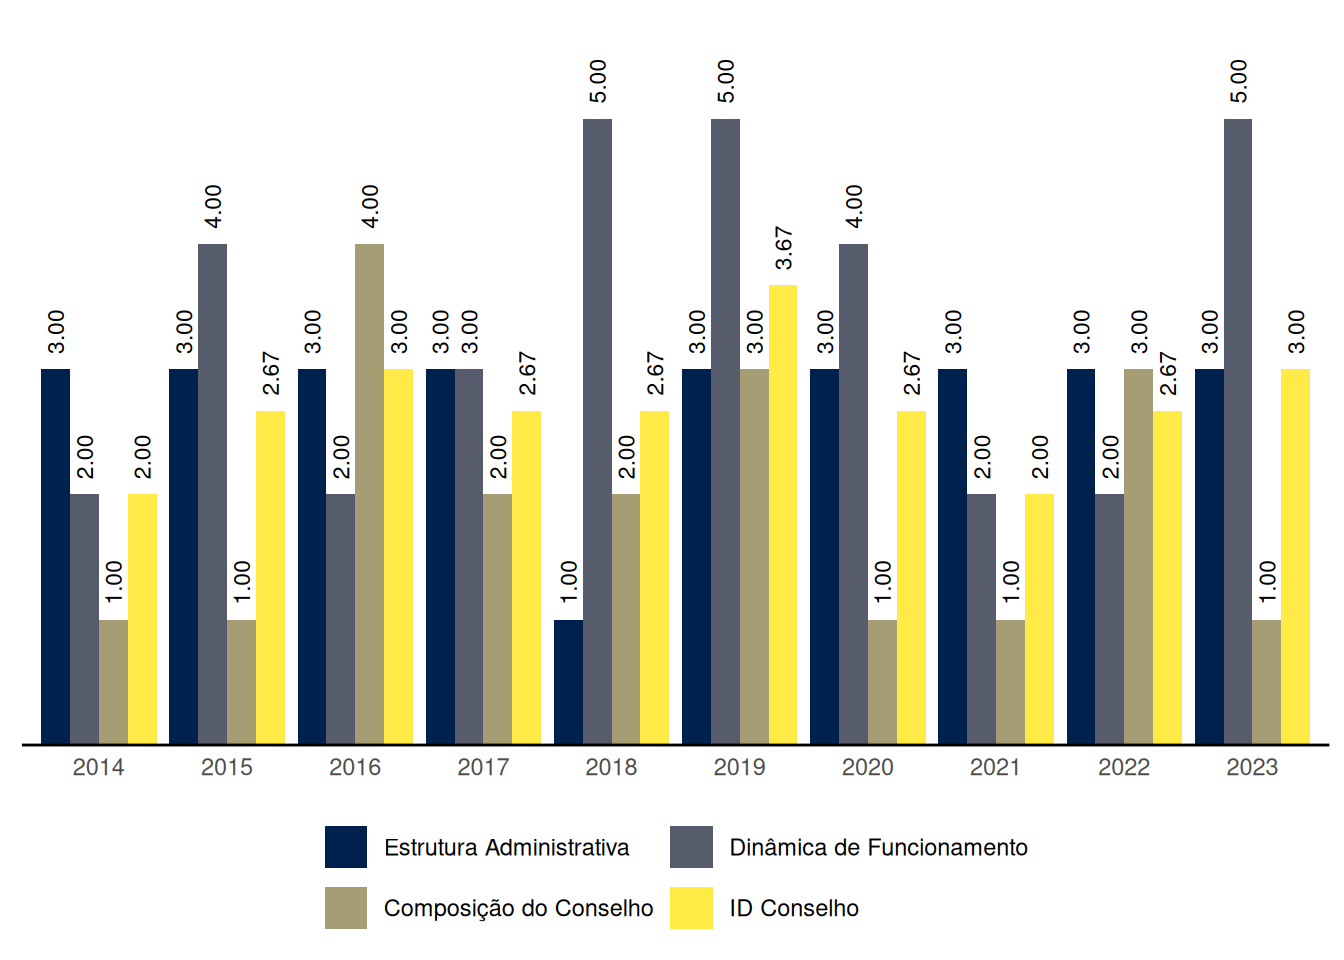 3.00 2.00 1.00 2.00
3.00 4.00 1.00 2.67
3.00 2.00 4.00 3.00
3.00 3.00 2.00 2.67
1.00 5.00 2.00 2.67
3.00 5.00 3.00 3.67
3.00 4.00 1.00 2.67
3.00 2.00 1.00 2.00
3.00 2.00 3.00 2.67
3.00 5.00 1.00 3.00
2014 2015 2016 2017 2018 2019 2020 2021 2022 2023
Estrutura Administrativa Dinâmica de Funcionamento
Composição do Conselho ID Conselho